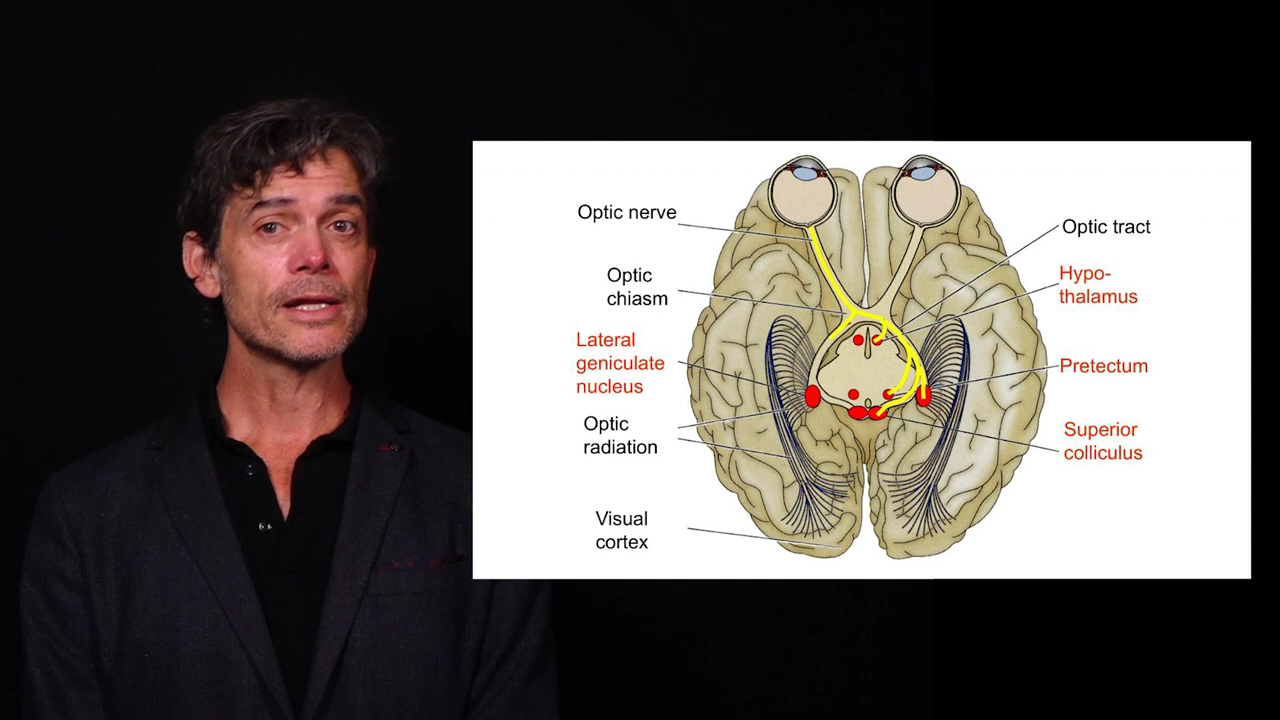 Optic nerve
Optic
chiasm
Lateral
geniculate
nucleus
Optic
radiation
Visual
cortex
Optic tract
Hypo-
thalamus
Pretectum
Superior
colliculus